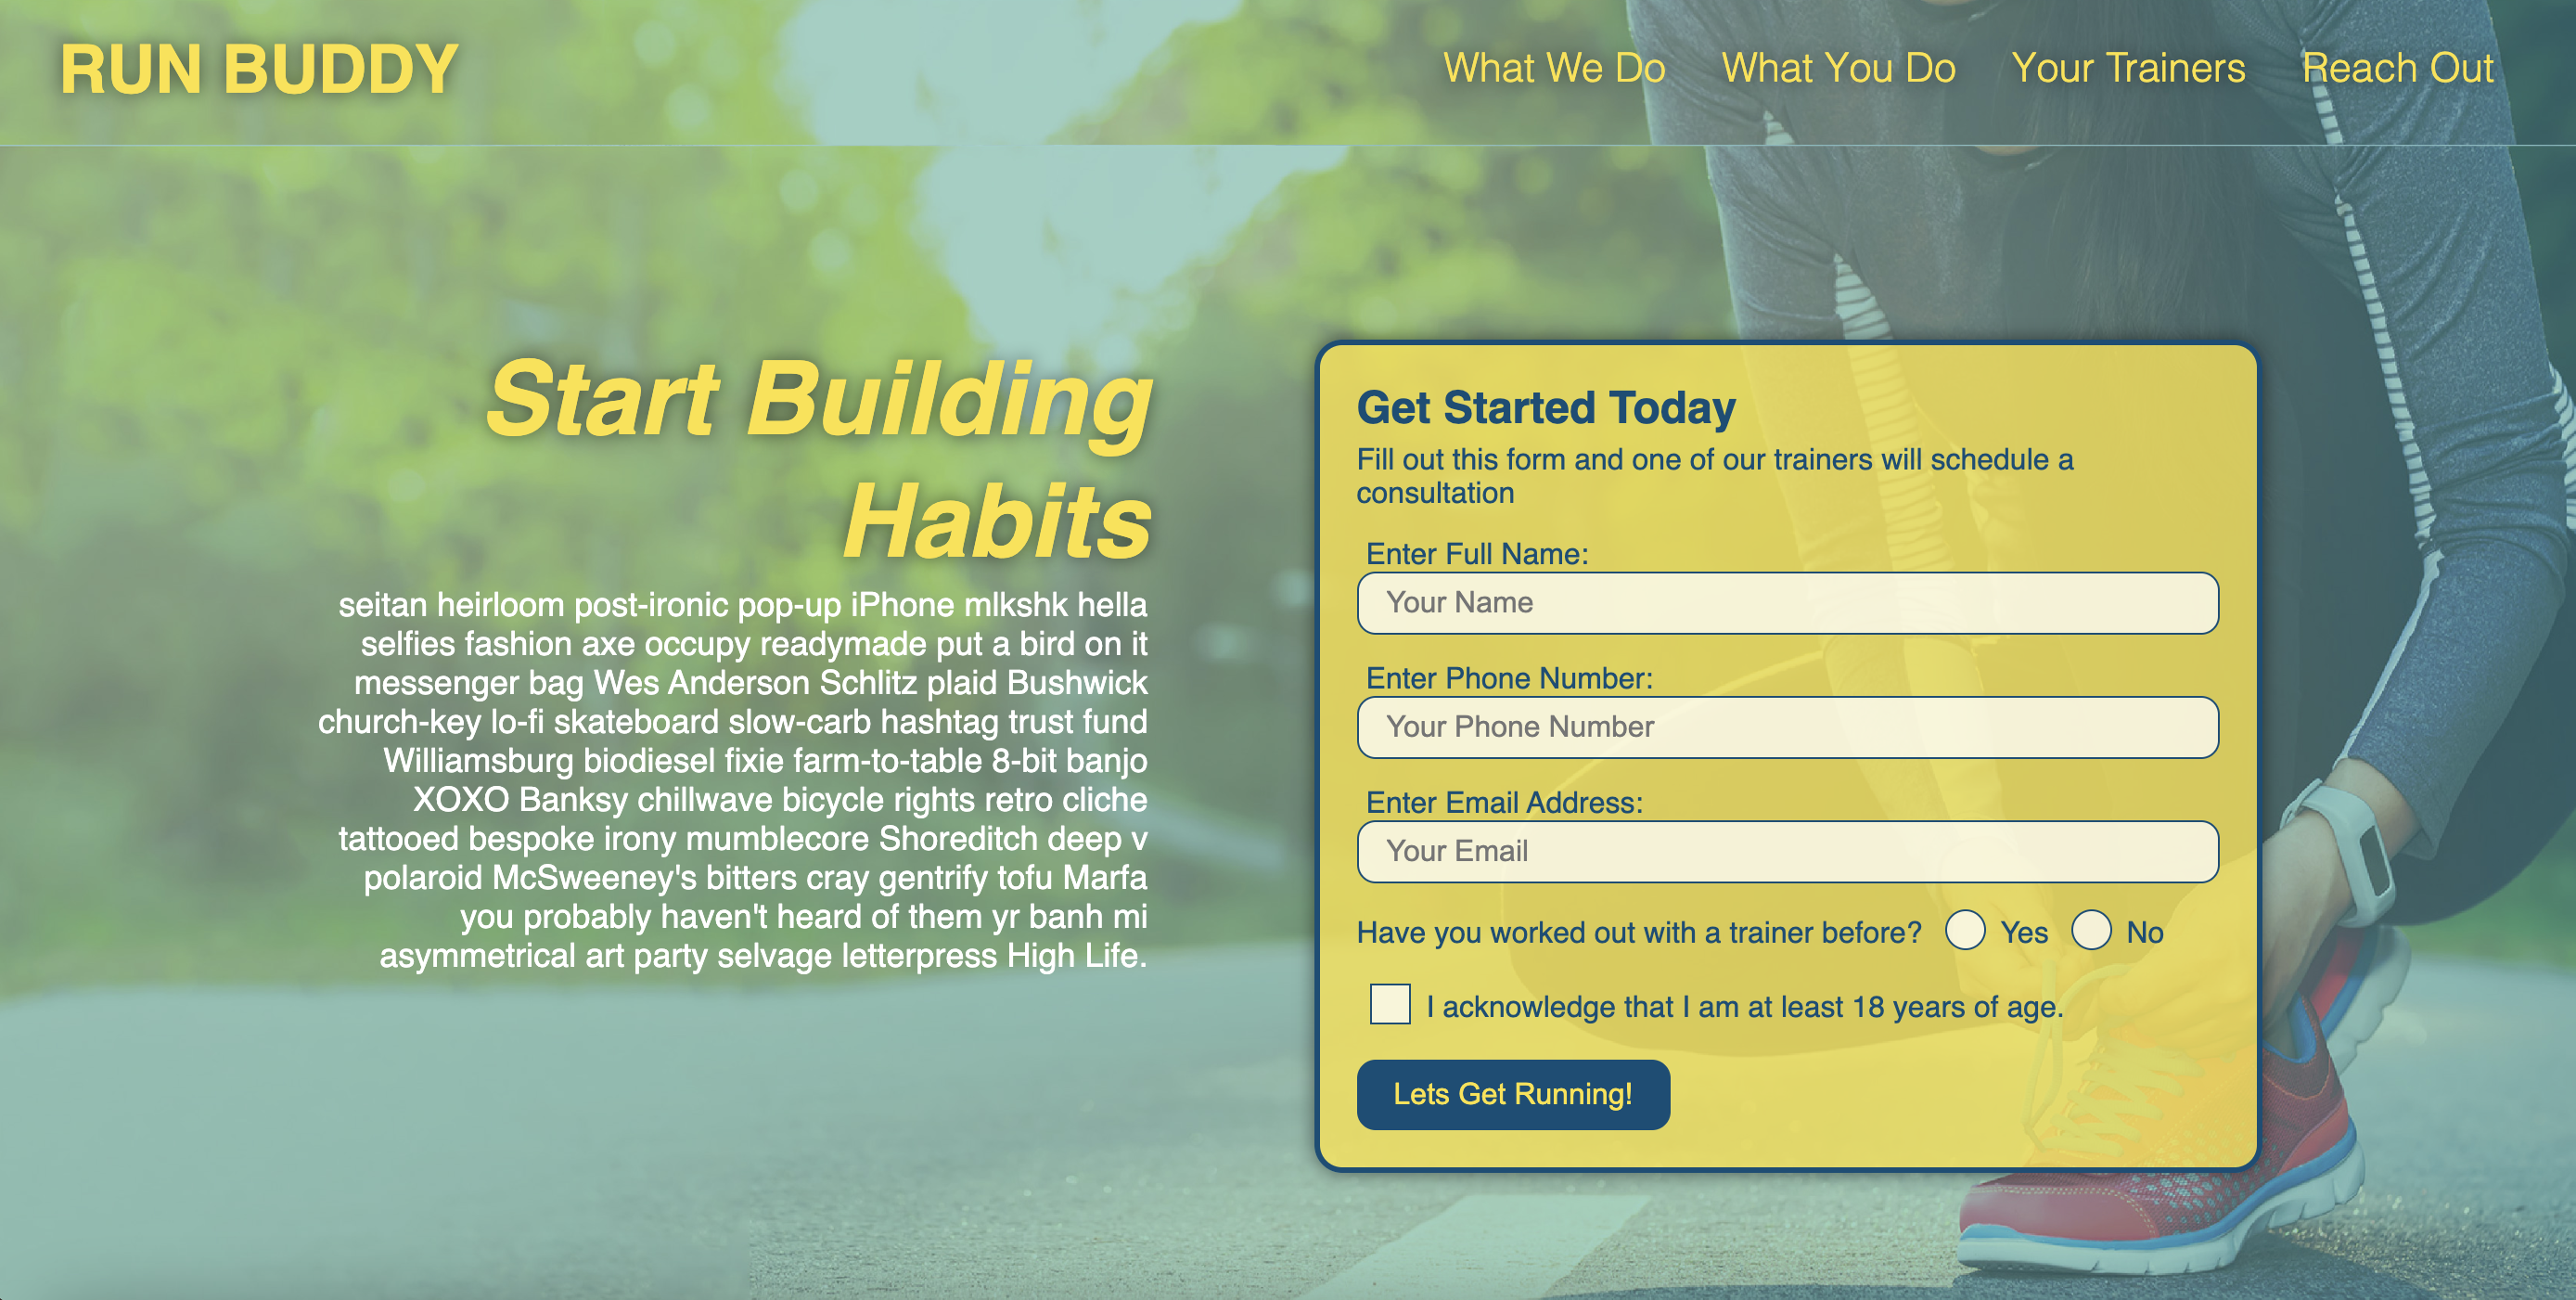 RUN BUDDY
What We Do
What You Do
Your Trainers
Reach Out
Start Building
Habits
seitan heirloom post-ironic pop-up iPhone mlkshk hella
selfies fashion axe occupy readymade put a bird on it
messenger bag Wes Anderson Schlitz plaid Bushwick
church-key lo-fi skateboard slow-carb hashtag trust fund
Williamsburg biodiesel fixie farm-to-table 8-bit banjo
XOXO Banksy chillwave bicycle rights retro cliche
tattooed bespoke irony mumblecore Shoreditch deep v
polaroid McSweeney's bitters cray gentrify tofu Marfa
you probably haven't heard of them yr banh mi
asymmetrical art party selvage letterpress High Life.
Get Started Today
Fill out this form and one of our trainers will schedule a
consultation
Enter Full Name:
Your Name
Enter Phone Number:
Your Phone Number
Enter Email Address:
Your Email
Have you worked out with a trainer before? Yes No
I acknowledge that I am at least 18 years of age.
Lets Get Running!